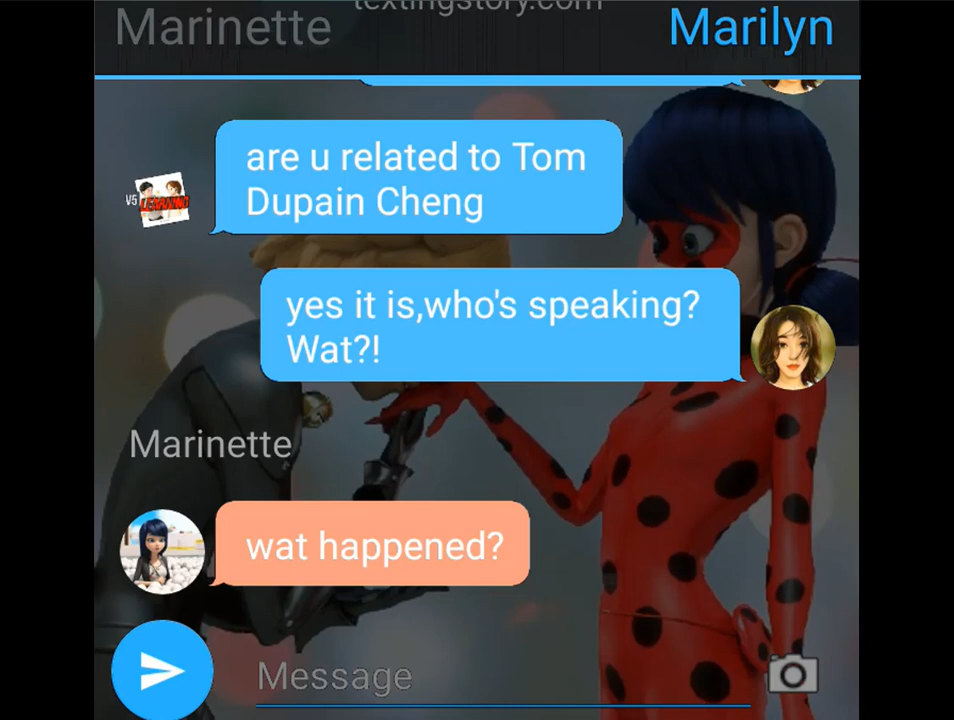 textingstory.com
Marinette
Marilyn
are u related to Tom
Dupain Cheng
VS
yes it is,who's speaking?
Wat?!
Marinette
wat happened?
Message